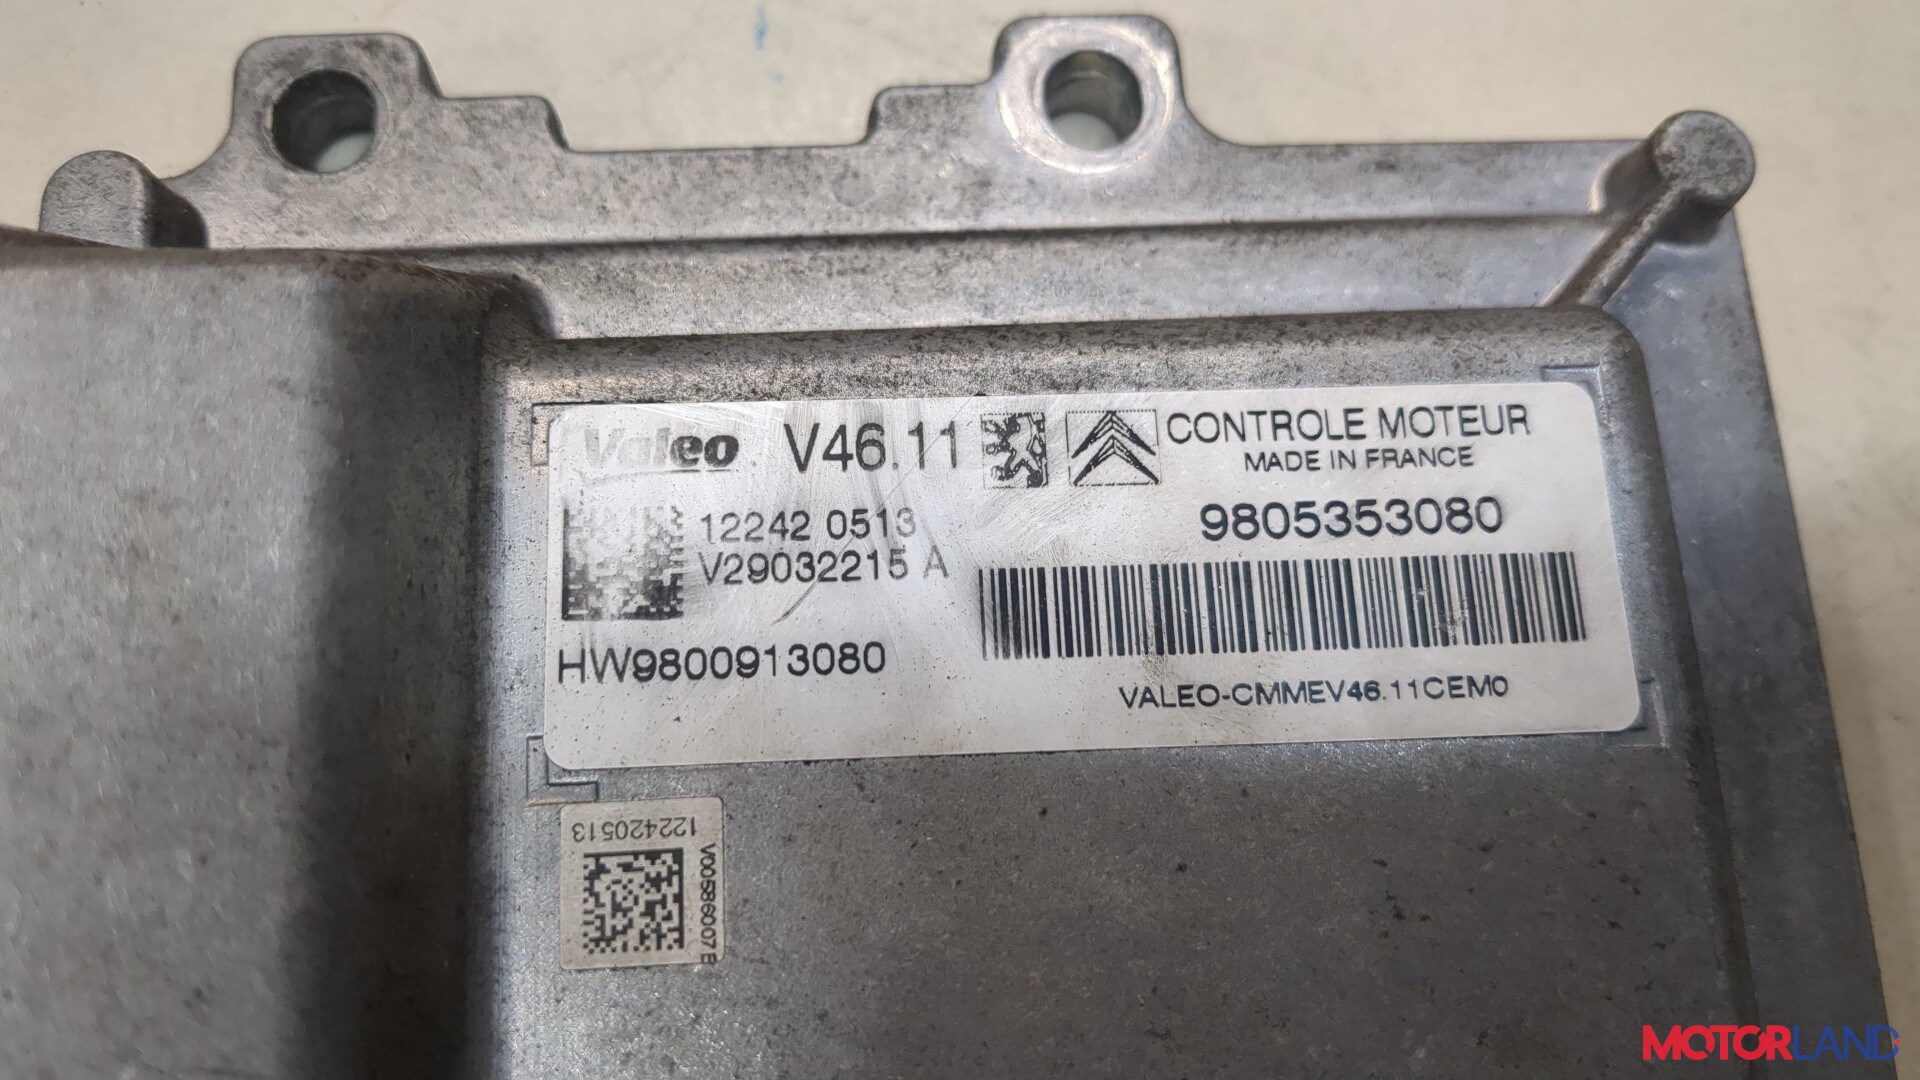 Valeo V46.11 CONTROLE MOTEUR
MADE IN FRANCE
12242 0513
V29032215 A
9805353080
HW9800913080
VALEO-CMMEV46.11CEM0
122420513
V00586007 E
MOTORLAND